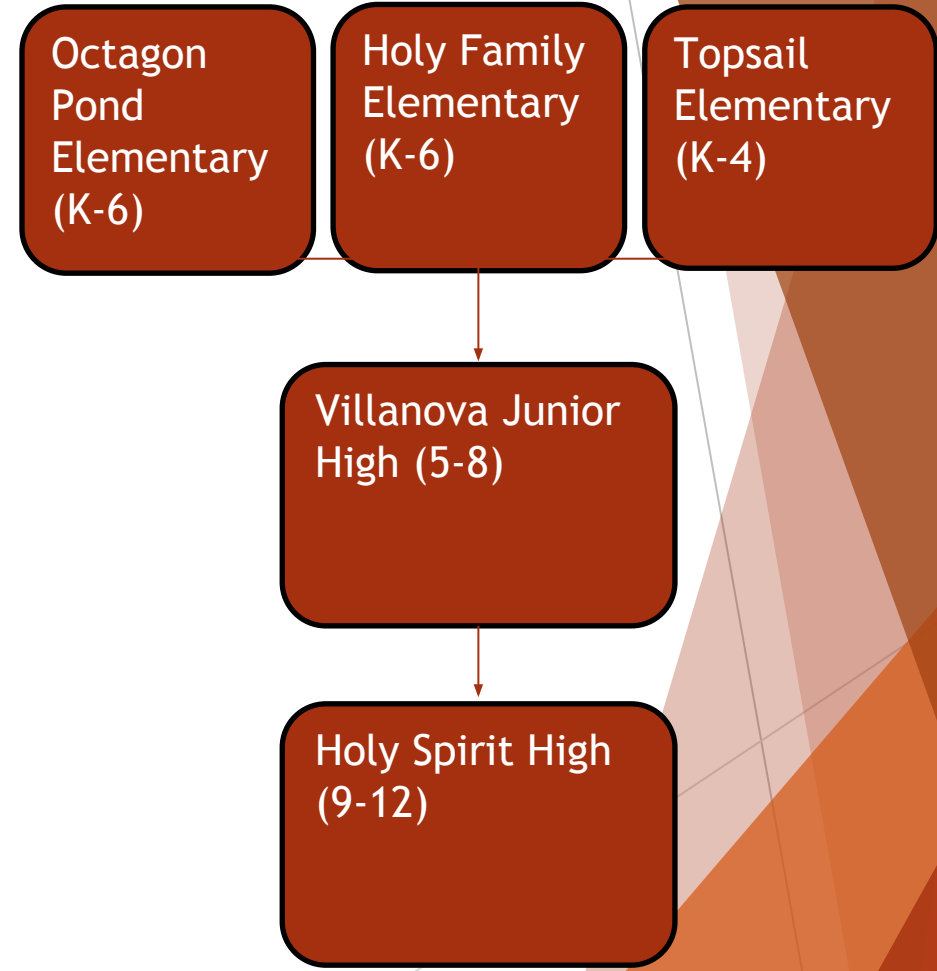 Octagon
Pond
Elementary
(K-6)
Holy Family
Elementary
(K-6)
Topsail
Elementary
(K-4)
Villanova Junior
High (5-8)
Holy Spirit High
(9-12)